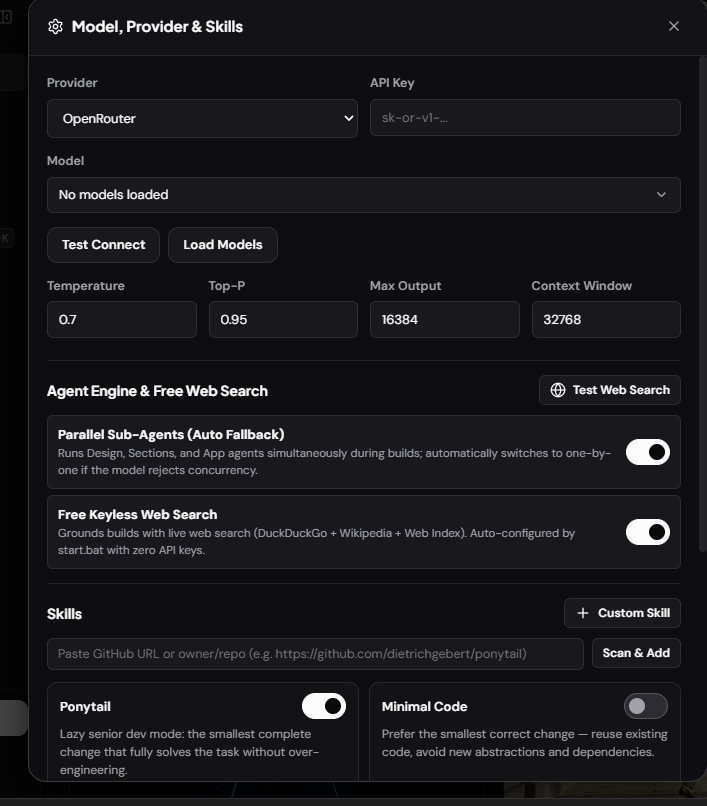 Model, Provider & Skills
Provider
API Key
OpenRouter
sk-or-v1-...
Model
No models loaded
Test Connect
Load Models
Temperature
Top-P
Max Output
Context Window
0.7
0.95
16384
32768
Agent Engine & Free Web Search
Test Web Search
Parallel Sub-Agents (Auto Fallback)
Runs Design, Sections, and App agents simultaneously during builds; automatically switches to one-by-
one if the model rejects concurrency.
Free Keyless Web Search
Grounds builds with live web search (DuckDuckGo + Wikipedia + Web Index). Auto-configured by
start.bat with zero API keys.
Skills
Custom Skill
Paste GitHub URL or owner/repo (e.g. https://github.com/dietrichgebert/ponytail)
Scan & Add
Ponytail
Lazy senior dev mode: the smallest complete
change that fully solves the task without over-
engineering.
Minimal Code
Prefer the smallest correct change — reuse existing
code, avoid new abstractions and dependencies.